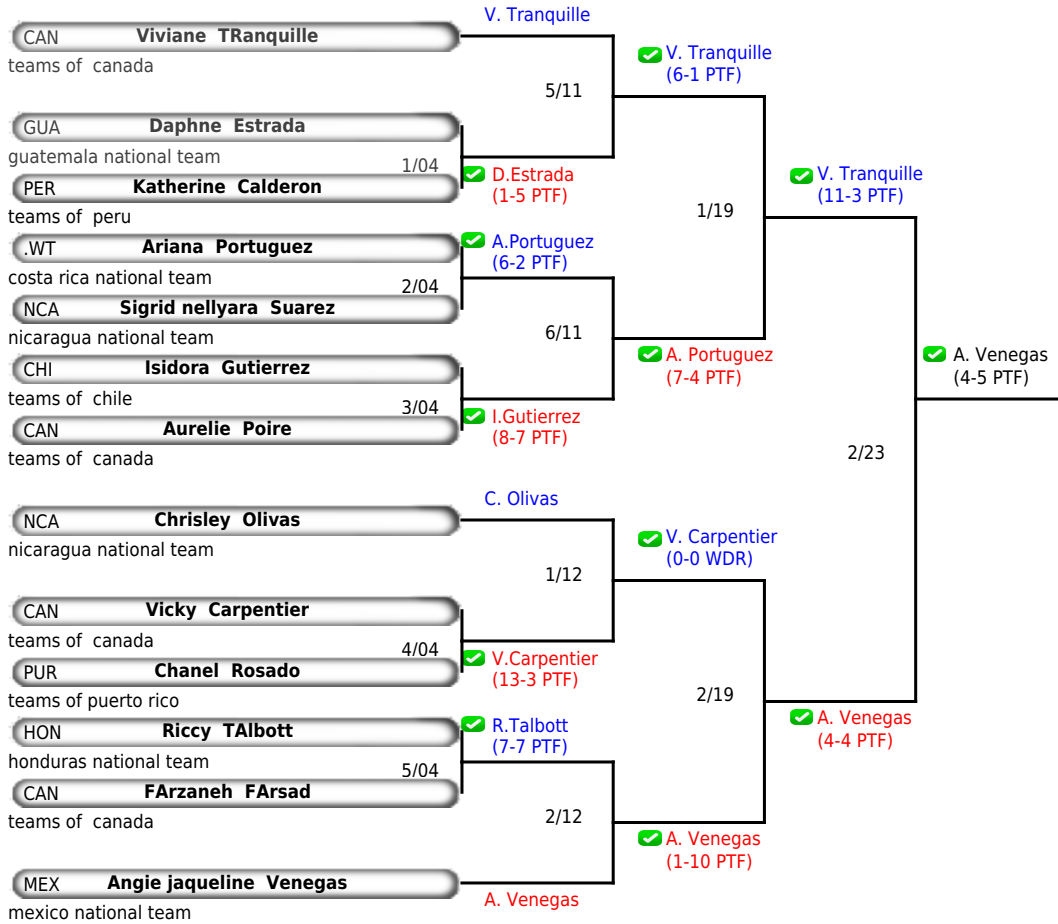 V. Tranquille
CAN Viviane TRanquille
teams of canada
V. Tranquille
(6-1 PTF)
5/11
GUA Daphne Estrada
guatemala national team
1/04
D.Estrada
(1-5 PTF)
PER Katherine Calderon
teams of peru
V. Tranquille
(11-3 PTF)
1/19
.WT Ariana Portuguez
costa rica national team
A.Portuguez
(6-2 PTF)
2/04
NCA Sigrid nellyara Suarez
nicaragua national team
6/11
A. Portuguez
(7-4 PTF)
A. Venegas
(4-5 PTF)
CHI Isidora Gutierrez
teams of chile
3/04
I.Gutierrez
(8-7 PTF)
CAN Aurelie Poire
teams of canada
2/23
C. Olivas
NCA Chrisley Olivas
nicaragua national team
V. Carpentier
(0-0 WDR)
1/12
CAN Vicky Carpentier
teams of canada
4/04
V.Carpentier
(13-3 PTF)
PUR Chanel Rosado
teams of puerto rico
2/19
A. Venegas
(4-4 PTF)
HON Riccy TAlbott
honduras national team
R.Talbott
(7-7 PTF)
5/04
CAN FArzaneh FArsad
teams of canada
2/12
A. Venegas
(1-10 PTF)
MEX Angie jaqueline Venegas
mexico national team
A. Venegas